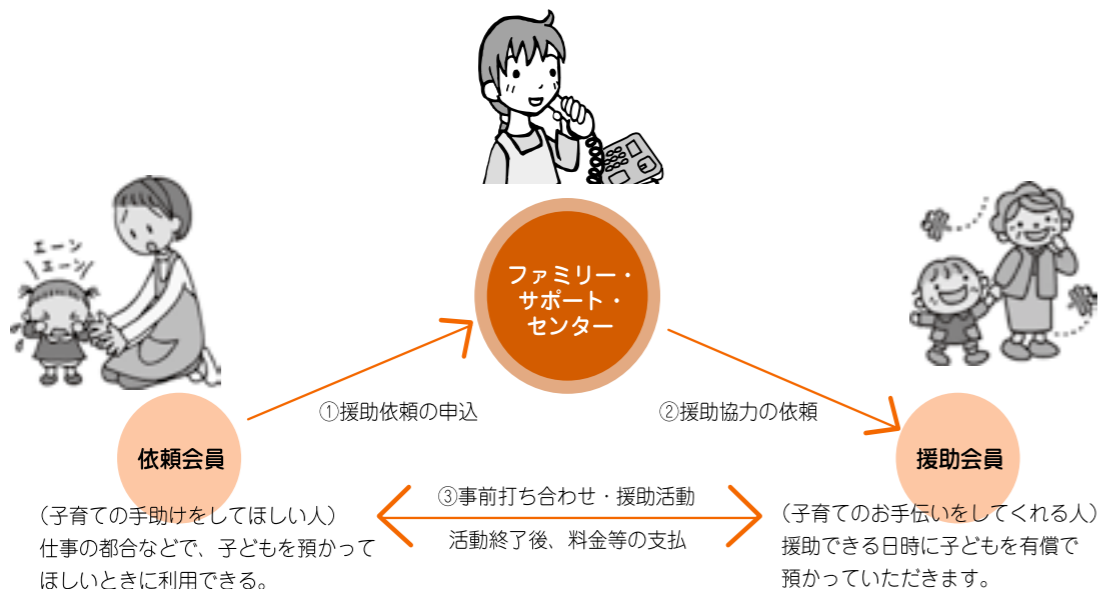 エーン
エーン
ファミリー・
サポート・
センター
①援助依頼の申込
②援助協力の依頼
依頼会員
援助会員
(子育ての手助けをしてほしい人)
仕事の都合などで、子どもを預かって
ほしいときに利用できる。
③事前打ち合わせ・援助活動
活動終了後、料金等の支払
(子育てのお手伝いをしてくれる人)
援助できる日時に子どもを有償で
預かっていただきます。